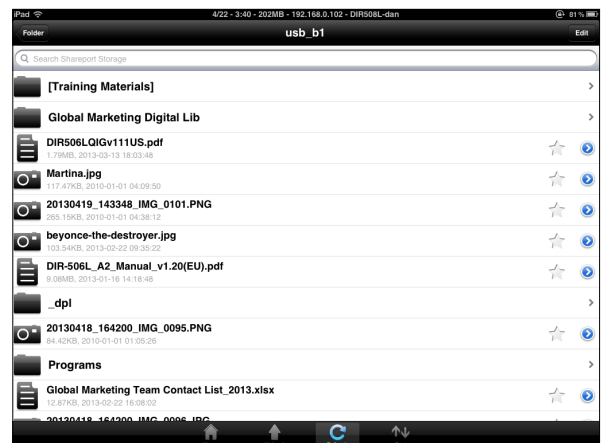 iPad 4/22 - 3:40 - 202MB - 192.168.0.102 - DIR508L-dan 81%
Folder usb_b1 Edit
Search Shareport Storage
[Training Materials]
Global Marketing Digital Lib
DIR506LQIGv111US.pdf
1.79MB, 2013-03-13 18:03:48
Martina.jpg
117.47KB, 2010-01-01 04:09:50
20130419_143348_IMG_0101.PNG
265.15KB, 2010-01-01 04:38:12
beyonce-the-destroyer.jpg
103.54KB, 2013-02-22 09:35:22
DIR-506L_A2_Manual_v1.20(EU).pdf
9.08MB, 2013-01-16 14:18:48
_dpl
20130418_164200_IMG_0095.PNG
84.42KB, 2010-01-01 01:05:26
Programs
Global Marketing Team Contact List_2013.xlsx
12.87KB, 2013-02-22 16:08:02
20130418_164200_IMG_0096.JPG